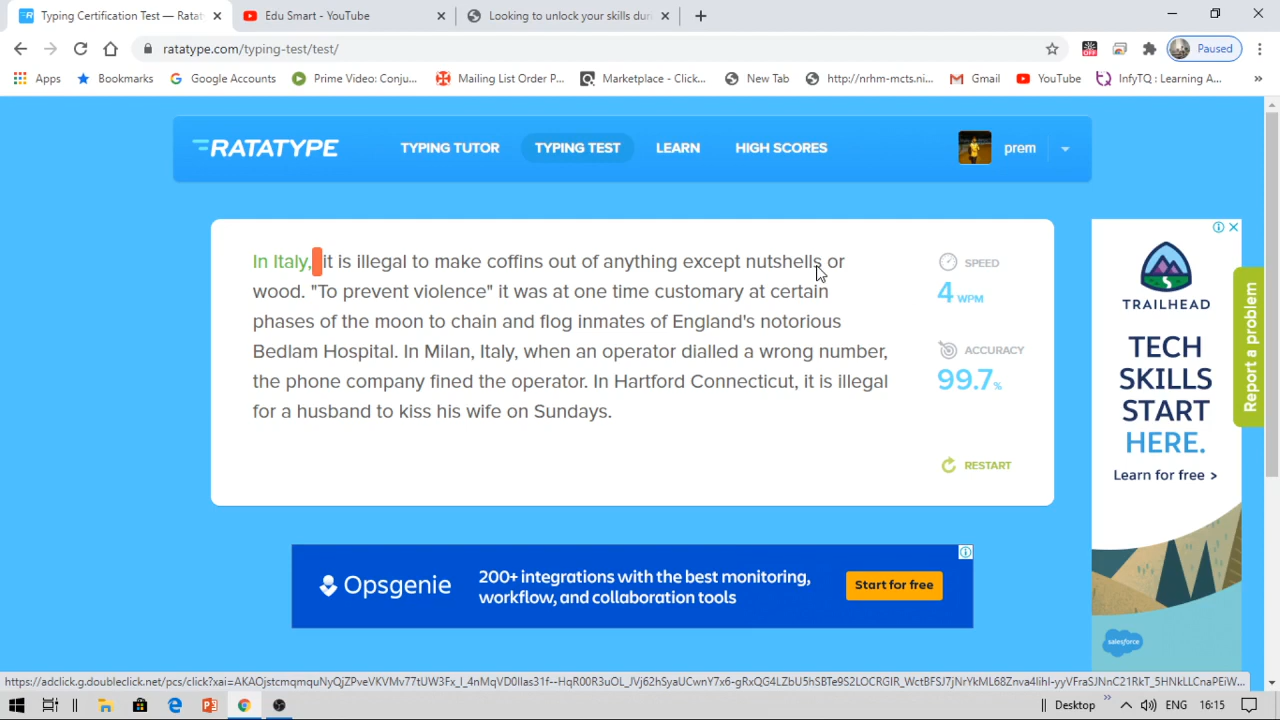 Typing Certification Test — Ratat
Edu Smart - YouTube
Looking to unlock your skills duri
ratatype.com/typing-test/test/
Paused
Apps
Bookmarks
Google Accounts
Prime Video: Conju...
Mailing List Order P...
Marketplace - Click...
New Tab
http://nrhm-mcts.ni...
Gmail
YouTube
InfyTQ : Learning A...
RATATYPE
TYPING TUTOR
TYPING TEST
LEARN
HIGH SCORES
prem
In Italy, it is illegal to make coffins out of anything except nutshells or
wood. "To prevent violence" it was at one time customary at certain
phases of the moon to chain and flog inmates of England's notorious
Bedlam Hospital. In Milan, Italy, when an operator dialled a wrong number,
the phone company fined the operator. In Hartford Connecticut, it is illegal
for a husband to kiss his wife on Sundays.
SPEED
4 WPM
ACCURACY
99.7%
RESTART
TRAILHEAD
TECH
SKILLS
START
HERE.
Learn for free >
salesforce
Report a problem
Opsgenie
200+ integrations with the best monitoring,
workflow, and collaboration tools
Start for free
Desktop
ENG
16:15